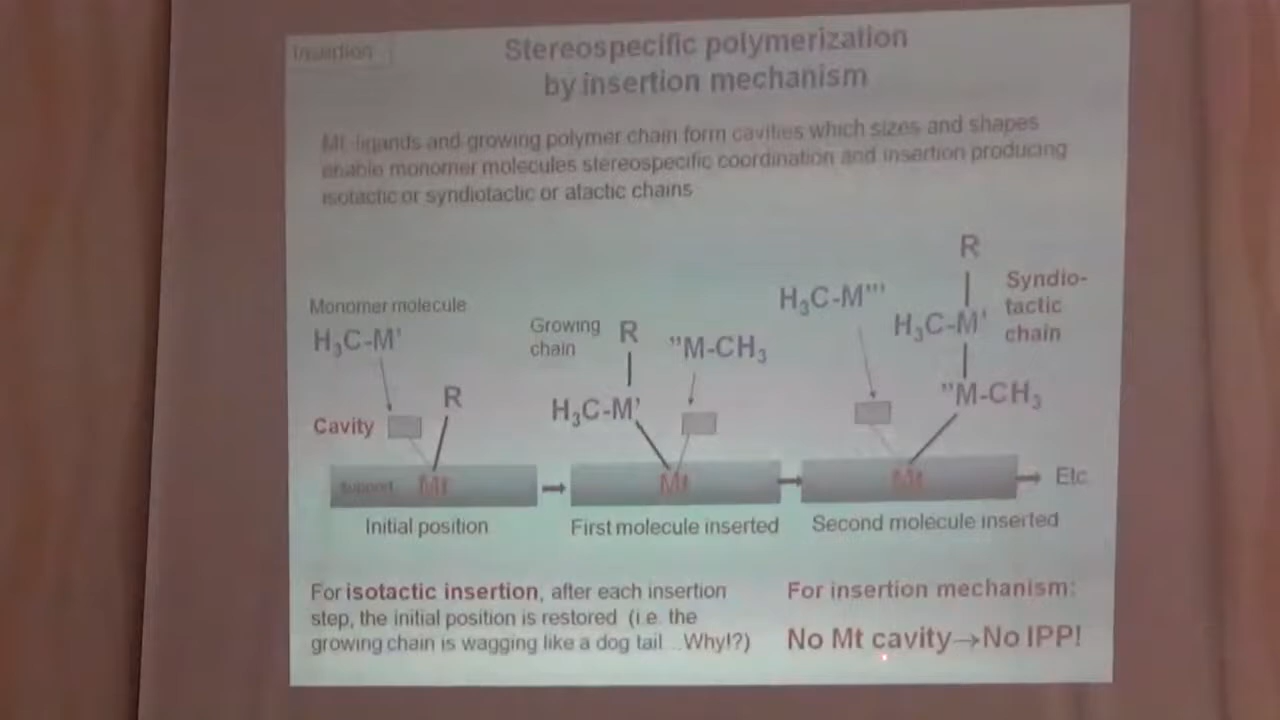 Insertion
Stereospecific polymerization
by insertion mechanism
Mt-ligands and growing polymer chain form cavities which sizes and shapes
enable monomer molecules stereospecific coordination and insertion producing
isotactic or syndiotactic or atactic chains
Monomer molecule
H₃C-M'
Cavity
R
support
Mt
Initial position
Growing
chain
R
"M-CH₃
H₃C-M'
Mt
First molecule inserted
H₃C-M'''
R
H₃C-M'
"M-CH₃
Syndio-
tactic
chain
Mt
Second molecule inserted
Etc
For isotactic insertion, after each insertion
step, the initial position is restored (i.e. the
growing chain is wagging like a dog tail...Why!?)
For insertion mechanism:
No Mt cavity→No IPP!